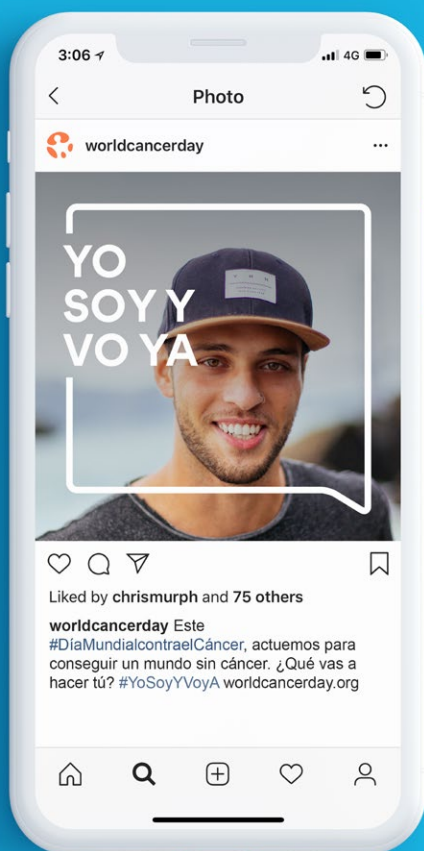 3:06
4G
Photo
worldcancerday
YO
SOY Y
VO YA
Liked by chrismurph and 75 others
worldcancerday Este
#DíaMundialcontraelCáncer, actuemos para
conseguir un mundo sin cáncer. ¿Qué vas a
hacer tú? #YoSoyYVoyA worldcancerday.org